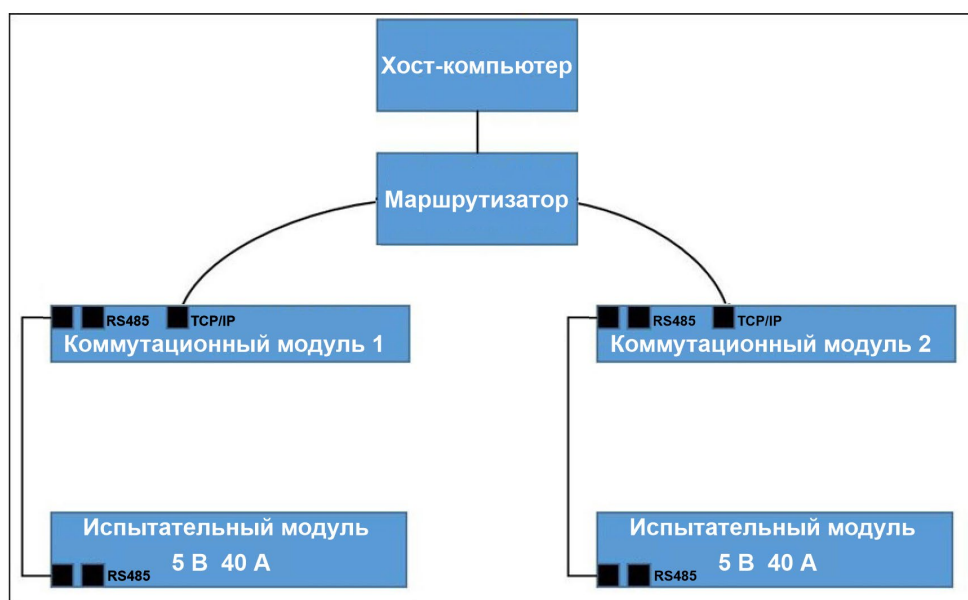 Хост-компьютер
Маршрутизатор
RS485 TCP/IP
Коммутационный модуль 1
RS485 TCP/IP
Коммутационный модуль 2
Испытательный модуль
5 В 40 А
RS485
Испытательный модуль
5 В 40 А
RS485